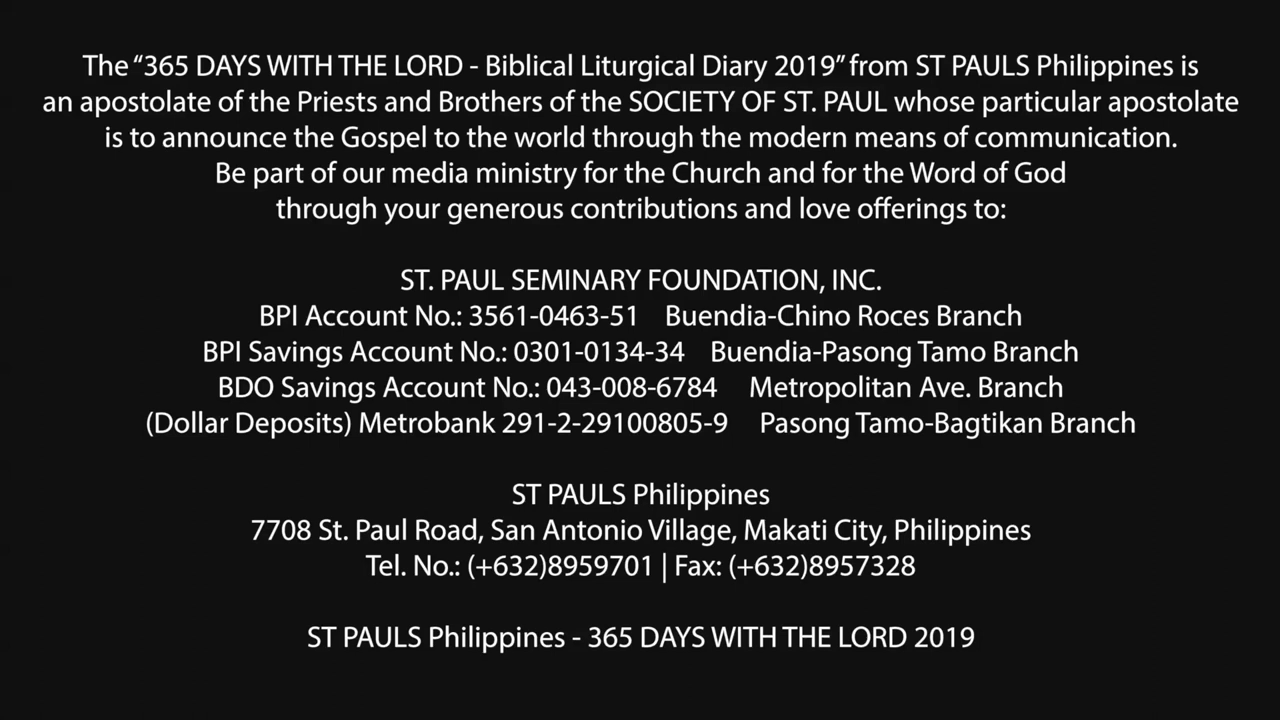 The “365 DAYS WITH THE LORD - Biblical Liturgical Diary 2019” from ST PAULS Philippines is
an apostolate of the Priests and Brothers of the SOCIETY OF ST. PAUL whose particular apostolate
is to announce the Gospel to the world through the modern means of communication.
Be part of our media ministry for the Church and for the Word of God
through your generous contributions and love offerings to:
ST. PAUL SEMINARY FOUNDATION, INC.
BPI Account No.: 3561-0463-51 Buendia-Chino Roces Branch
BPI Savings Account No.: 0301-0134-34 Buendia-Pasong Tamo Branch
BDO Savings Account No.: 043-008-6784 Metropolitan Ave. Branch
(Dollar Deposits) Metrobank 291-2-29100805-9 Pasong Tamo-Bagtikan Branch
ST PAULS Philippines
7708 St. Paul Road, San Antonio Village, Makati City, Philippines
Tel. No.: (+632)8959701 | Fax: (+632)8957328
ST PAULS Philippines - 365 DAYS WITH THE LORD 2019